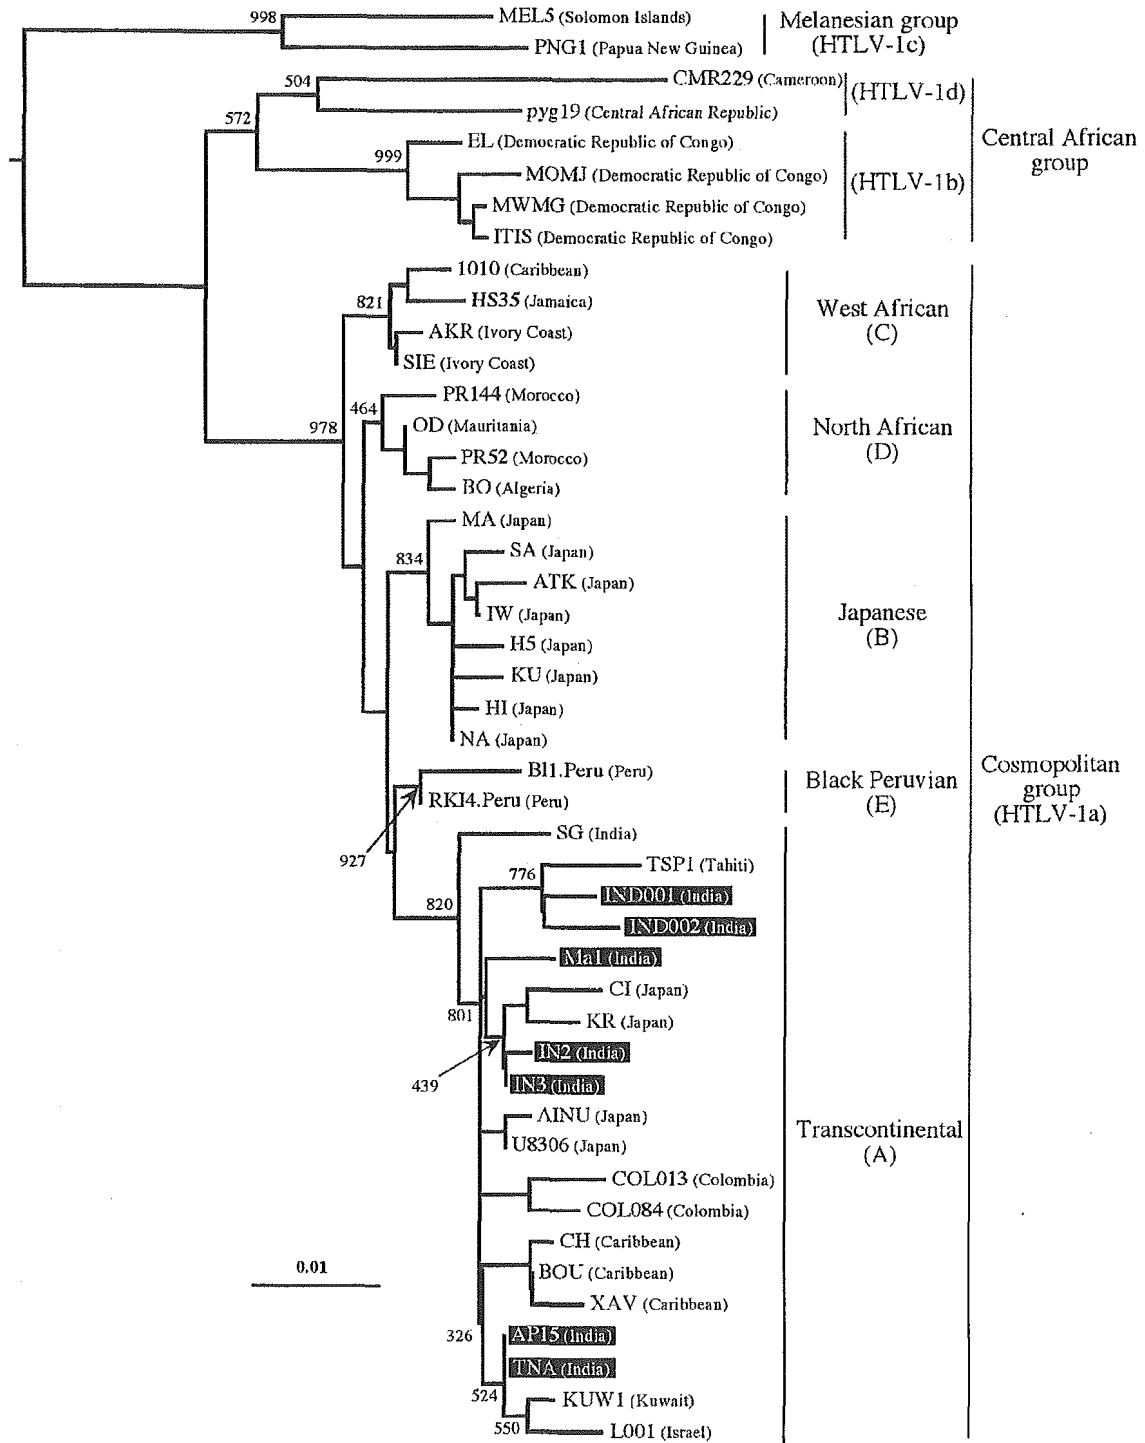 998
MEL5 (Solomon Islands)
PNG1 (Papua New Guinea)
Melanesian group
(HTLV-1c)
504
CMR229 (Cameroon)
pyg19 (Central African Republic)
(HTLV-1d)
572
999
EL (Democratic Republic of Congo)
MOMJ (Democratic Republic of Congo)
MWMG (Democratic Republic of Congo)
ITIS (Democratic Republic of Congo)
(HTLV-1b)
Central African
group
821
1010 (Caribbean)
HS35 (Jamaica)
AKR (Ivory Coast)
SIE (Ivory Coast)
West African
(C)
978
464
PR144 (Morocco)
OD (Mauritania)
PR52 (Morocco)
BO (Algeria)
North African
(D)
834
MA (Japan)
SA (Japan)
ATK (Japan)
IW (Japan)
H5 (Japan)
KU (Japan)
HI (Japan)
NA (Japan)
Japanese
(B)
927
Bl1.Peru (Peru)
RKI4.Peru (Peru)
Black Peruvian
(E)
Cosmopolitan
group
(HTLV-1a)
820
SG (India)
776
TSP1 (Tahiti)
IND001 (India)
IND002 (India)
801
Ma1 (India)
CI (Japan)
KR (Japan)
439
IN2 (India)
IN3 (India)
AINU (Japan)
U8306 (Japan)
Transcontinental
(A)
COL013 (Colombia)
COL084 (Colombia)
CH (Caribbean)
BOU (Caribbean)
XAV (Caribbean)
0.01
326
API5 (India)
TNA (India)
524
KUW1 (Kuwait)
550
L001 (Israel)